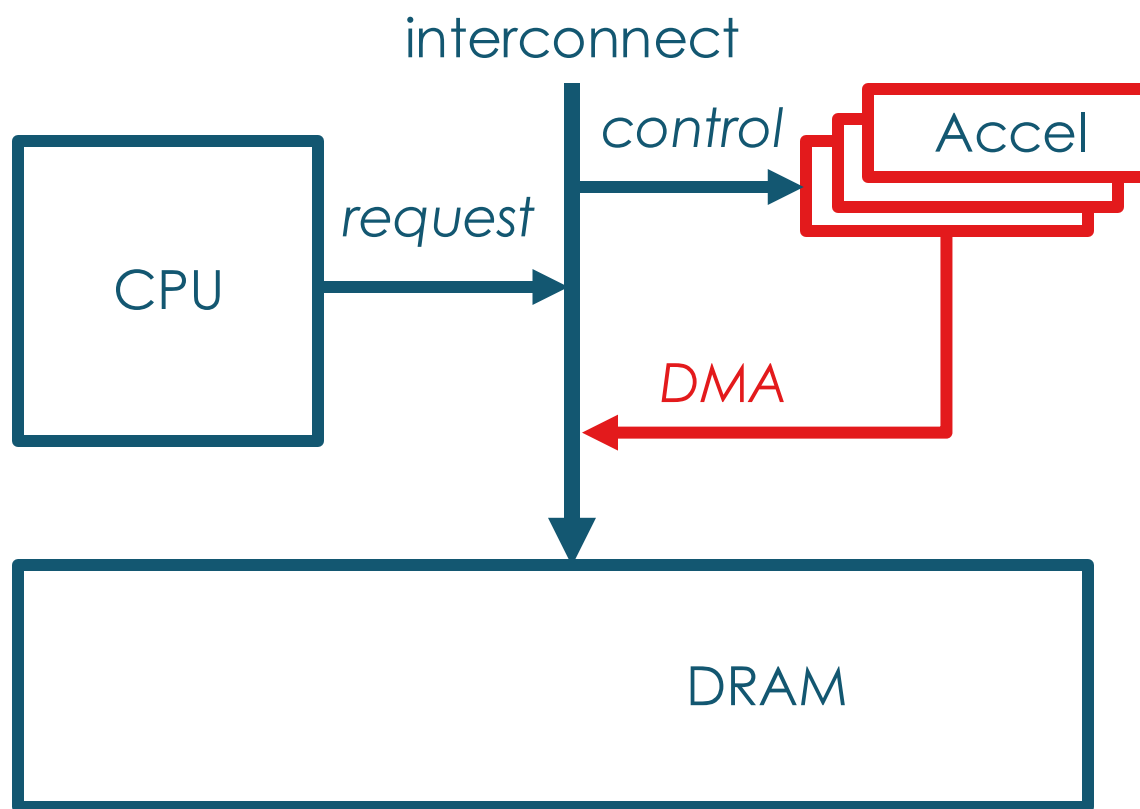 interconnect
control
Accel
request
CPU
DMA
DRAM